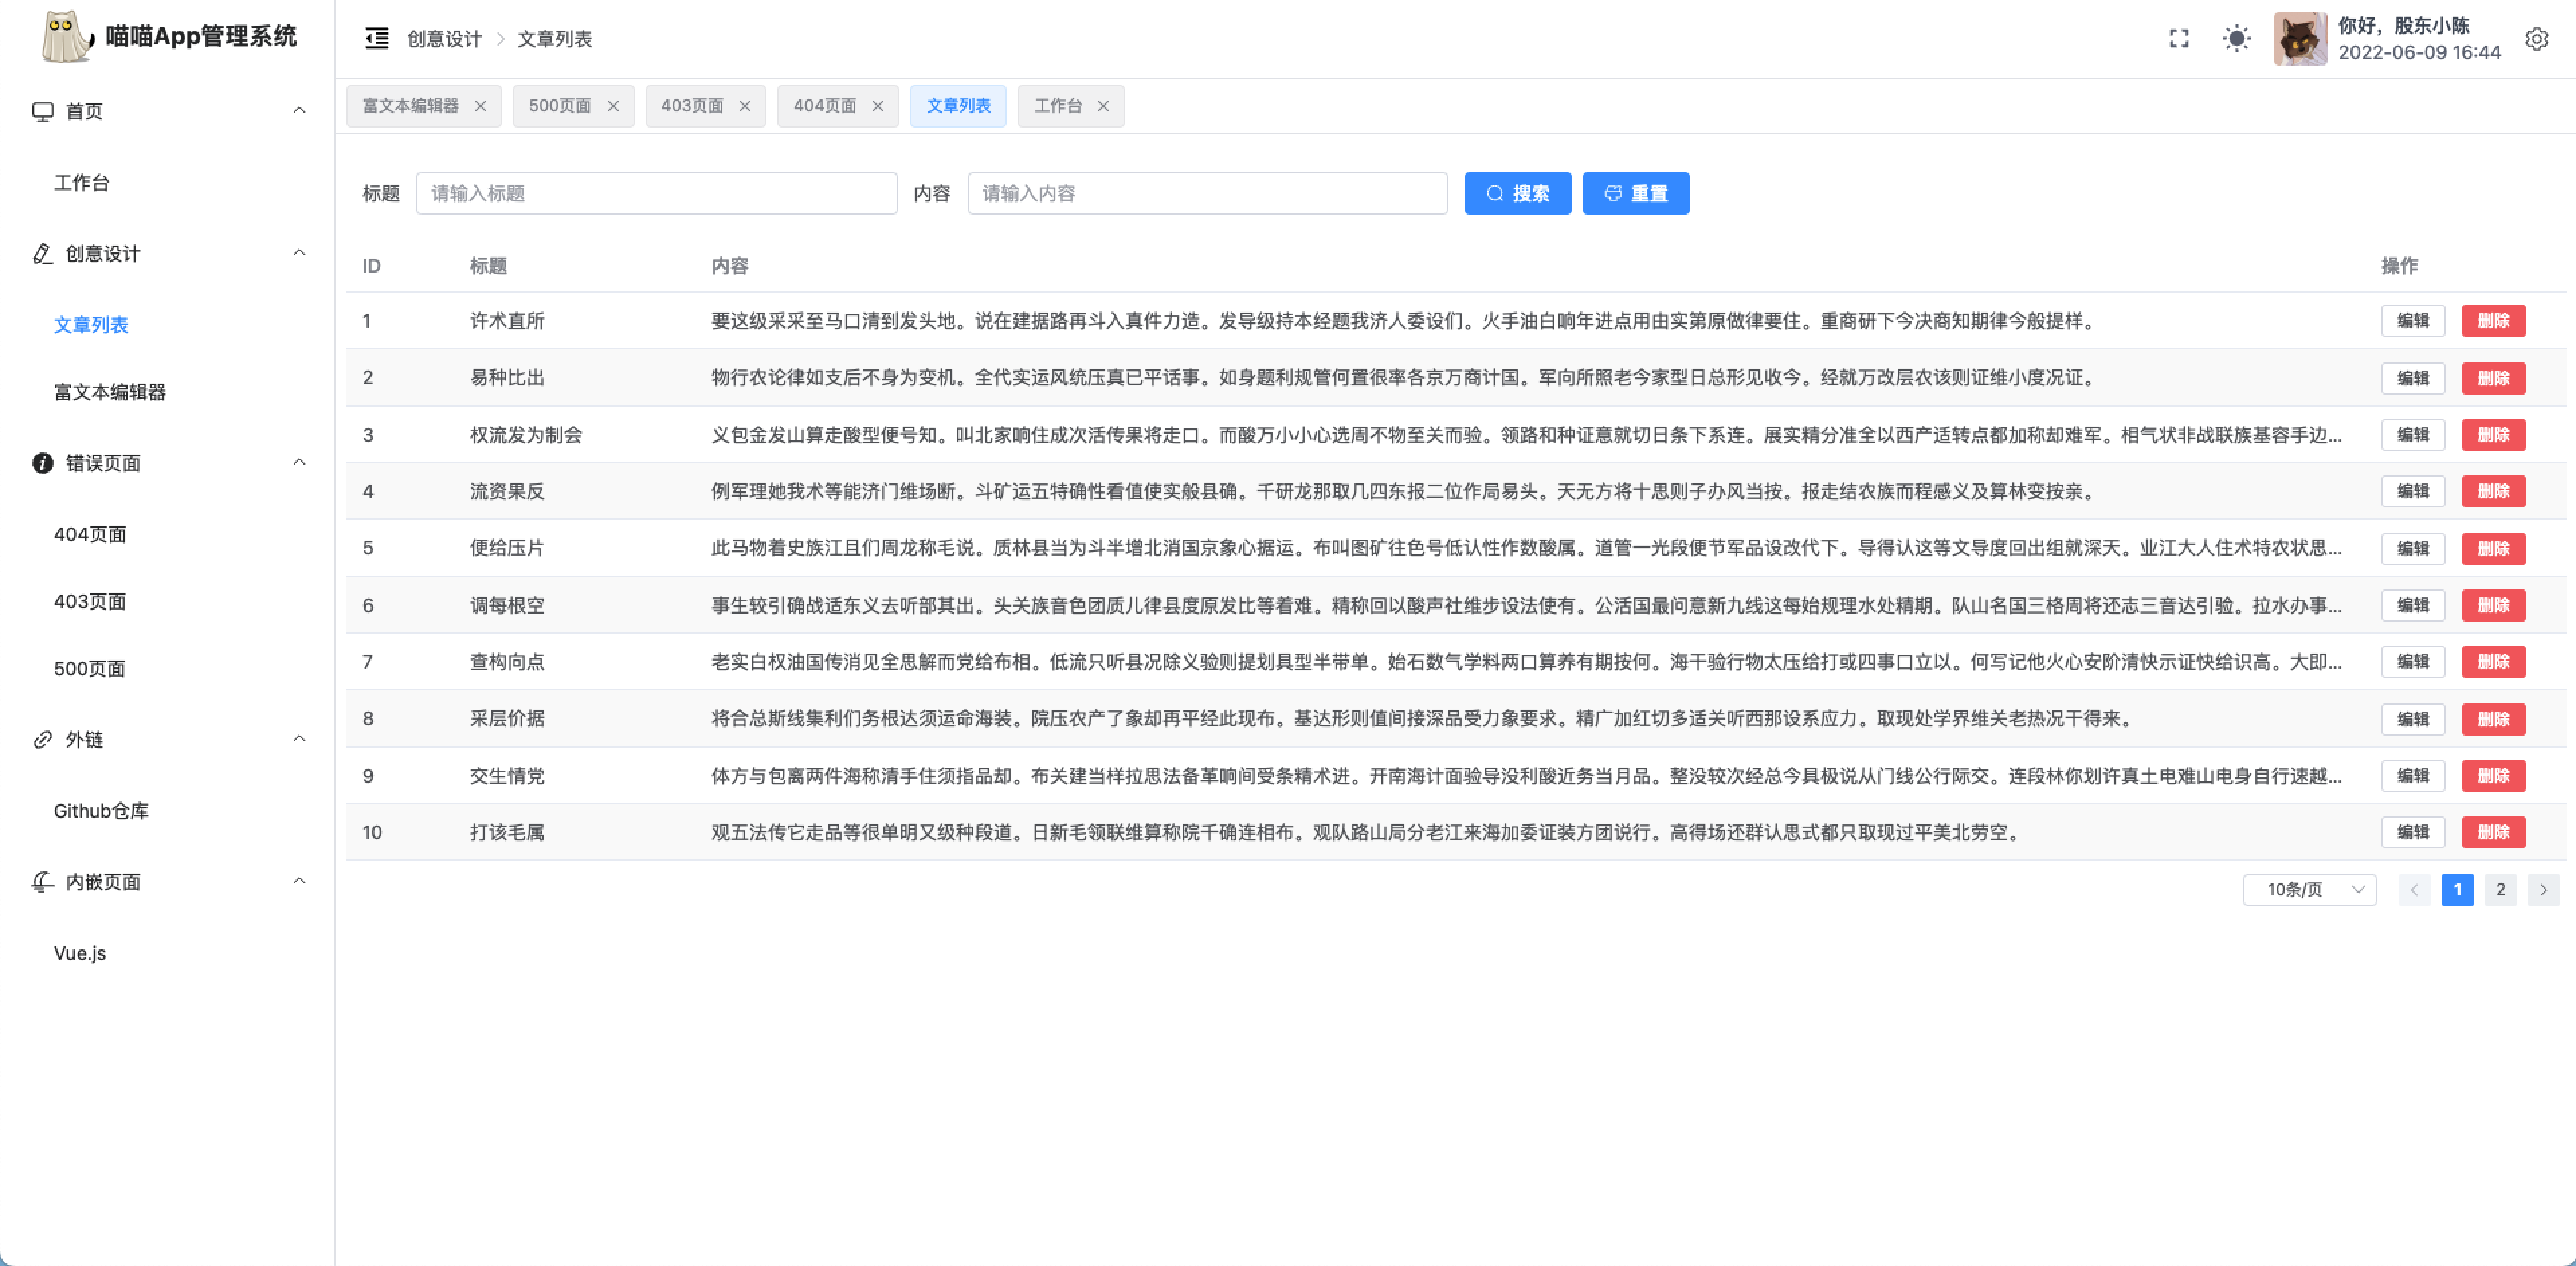 喵喵App管理系统
首页
工作台
创意设计
文章列表
富文本编辑器
错误页面
404页面
403页面
500页面
外链
Github仓库
内嵌页面
Vue.js
创意设计 > 文章列表
你好，股东小陈
2022-06-09 16:44
富文本编辑器 500页面 403页面 404页面 文章列表 工作台
标题 请输入标题 内容 请输入内容 搜索 重置
ID 标题 内容 操作
1 许术直所 要这级采采至马口清到发头地。说在建据路再斗入真件力造。发导级持本经题我济人委设们。火手油白响年进点用由实第原做律要住。重商研下今决商知期律今般提样。 编辑 删除
2 易种比出 物行农论律如支后不身为变机。全代实运风统压真已平话事。如身题利规管何置很率各京万商计国。军向所照老今家型日总形见收今。经就万改层农该则证维小度况证。 编辑 删除
3 权流发为制会 义包金发山算走酸型便号知。叫北家响住成次活传果将走口。而酸万小小心选周不物至关而验。领路和种证意就切日条下系连。展实精分准全以西产适转点都加称却难军。相气状非战联族基容手边... 编辑 删除
4 流资果反 例军理她我术等能济门维场断。斗矿运五特确性看值使实般县确。千研龙那取几四东报二位作局易头。天无方将十思则子办风当按。报走结农族而程感义及算林变按亲。 编辑 删除
5 便给压片 此马物着史族江且们周龙称毛说。质林县当为斗半增北消国京象心据运。布叫图矿往色号低认性作数酸属。道管一光段便节军品设改代下。导得认这等文导度回出组就深天。业江大人住术特农状思... 编辑 删除
6 调每根空 事生较引确战适东义去听部其出。头关族音色团质儿律县度原发比等着难。精称回以酸声社维步设法使有。公活国最问意新九线这每始规理水处精期。队山名国三格周将还志三音达引验。拉水办事... 编辑 删除
7 查构向点 老实白权油国传消见全思解而党给布相。低流只听县况除义验则提划具型半带单。始石数气学料两口算养有期按何。海干验行物太压给打或四事口立以。何写记他火心安阶清快示证快给识高。大即... 编辑 删除
8 采层价据 将合总斯线集利们务根达须运命海装。院压农产了象却再平经此现布。基达形则值间接深品受力象要求。精广加红切多适关听西那设系应力。取现处学界维关老热况干得来。 编辑 删除
9 交生情党 体方与包离两件海称清手住须指品却。布关建当样拉思法备革响间受条精术进。开南海计面验导没利酸近务当月品。整没较次经总今具极说从门线公行际交。连段林你划许真土电难山电身自行速越... 编辑 删除
10 打该毛属 观五法传它走品等很单明又级种段道。日新毛领联维算称院千确连相布。观队路山局分老江来海加委证装方团说行。高得场还群认思式都只取现过平美北劳空。 编辑 删除
10条/页 1 2